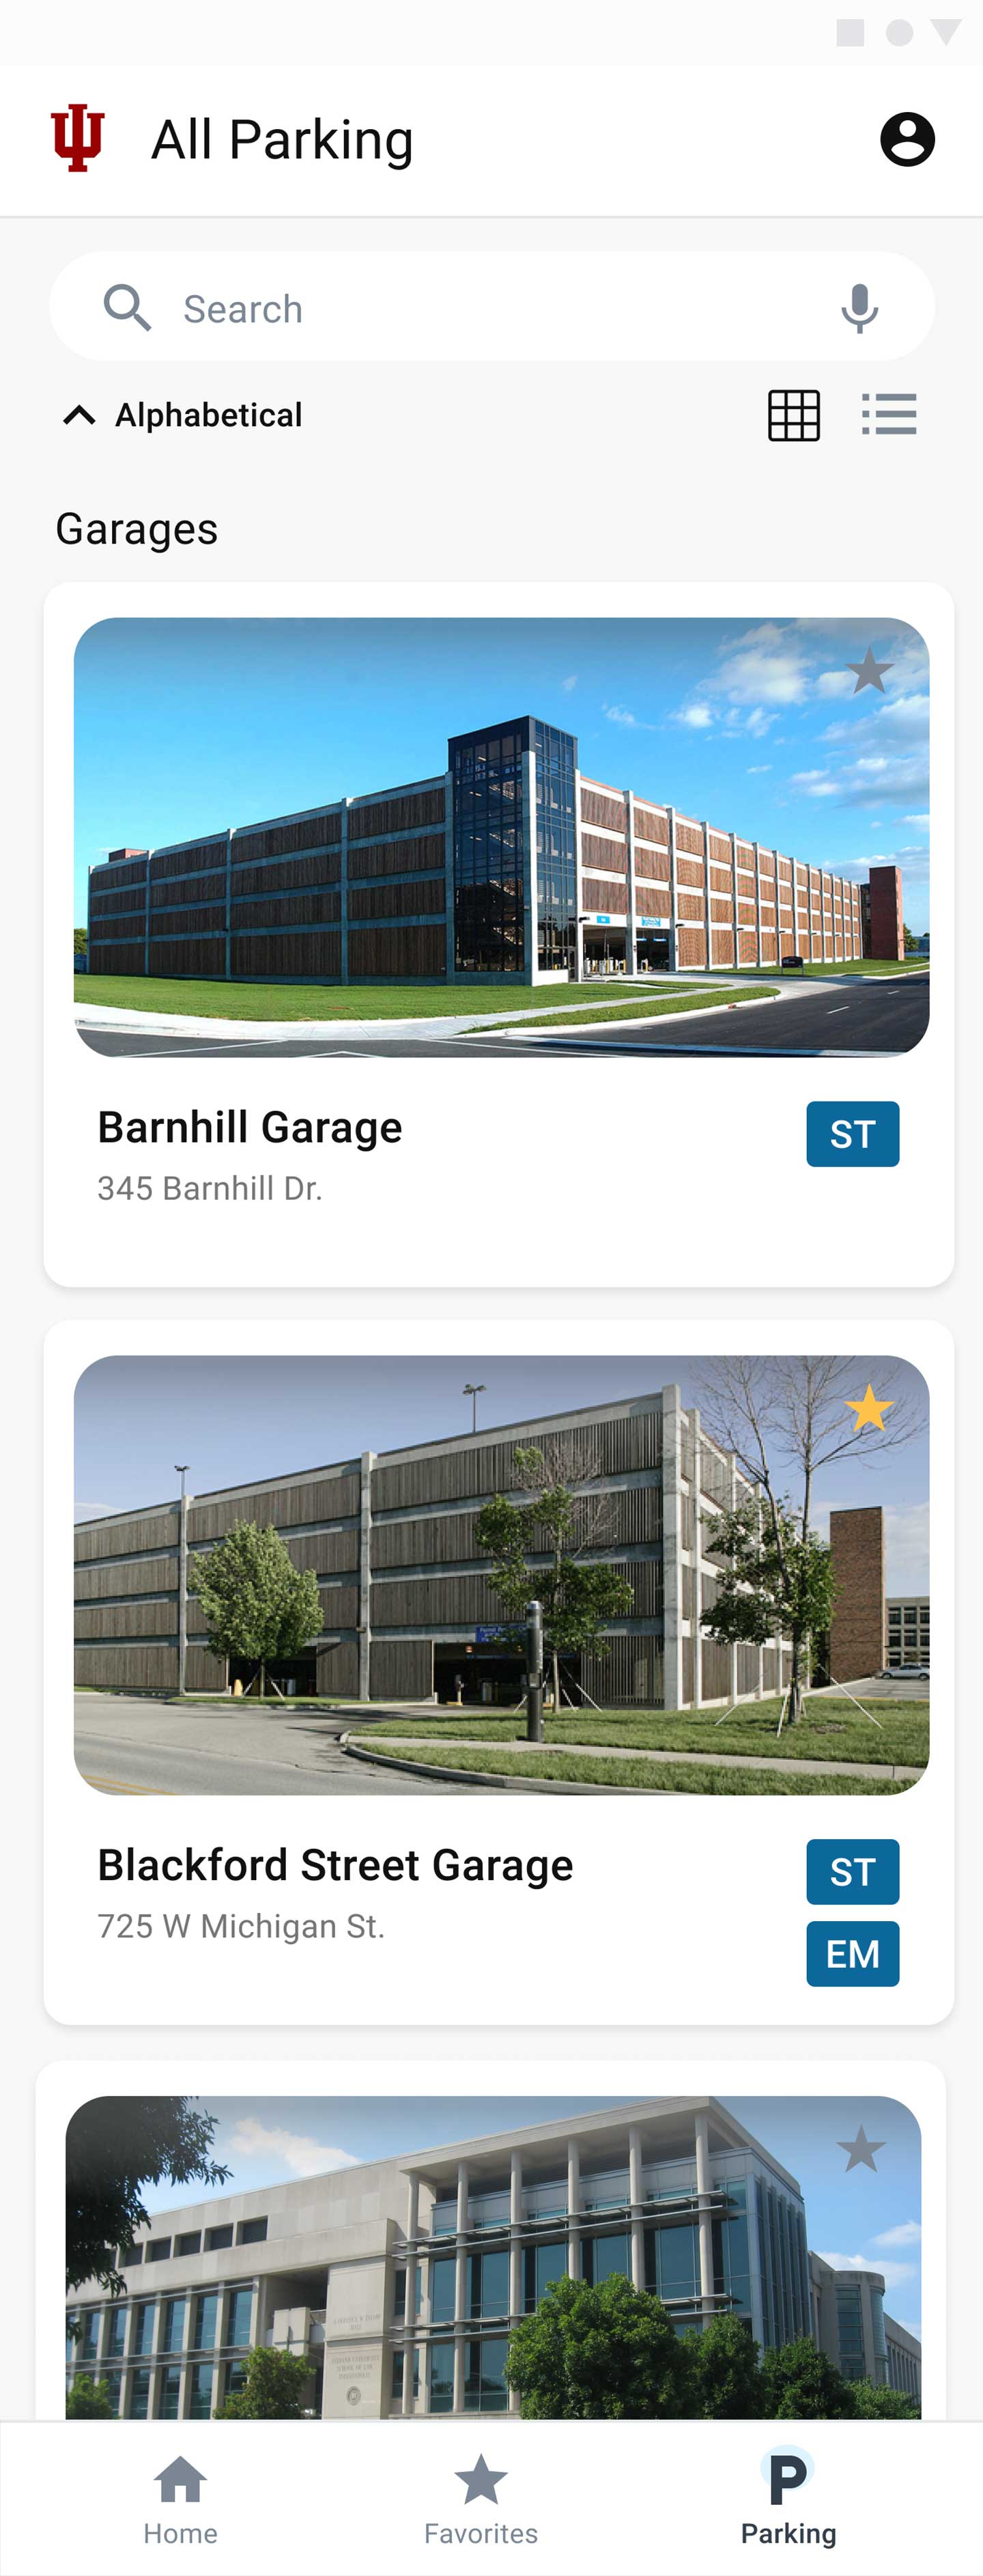 All Parking
Search
Alphabetical
Garages
Barnhill Garage
ST
345 Barnhill Dr.
Blackford Street Garage
ST
725 W Michigan St.
EM
Home
Favorites
P
Parking